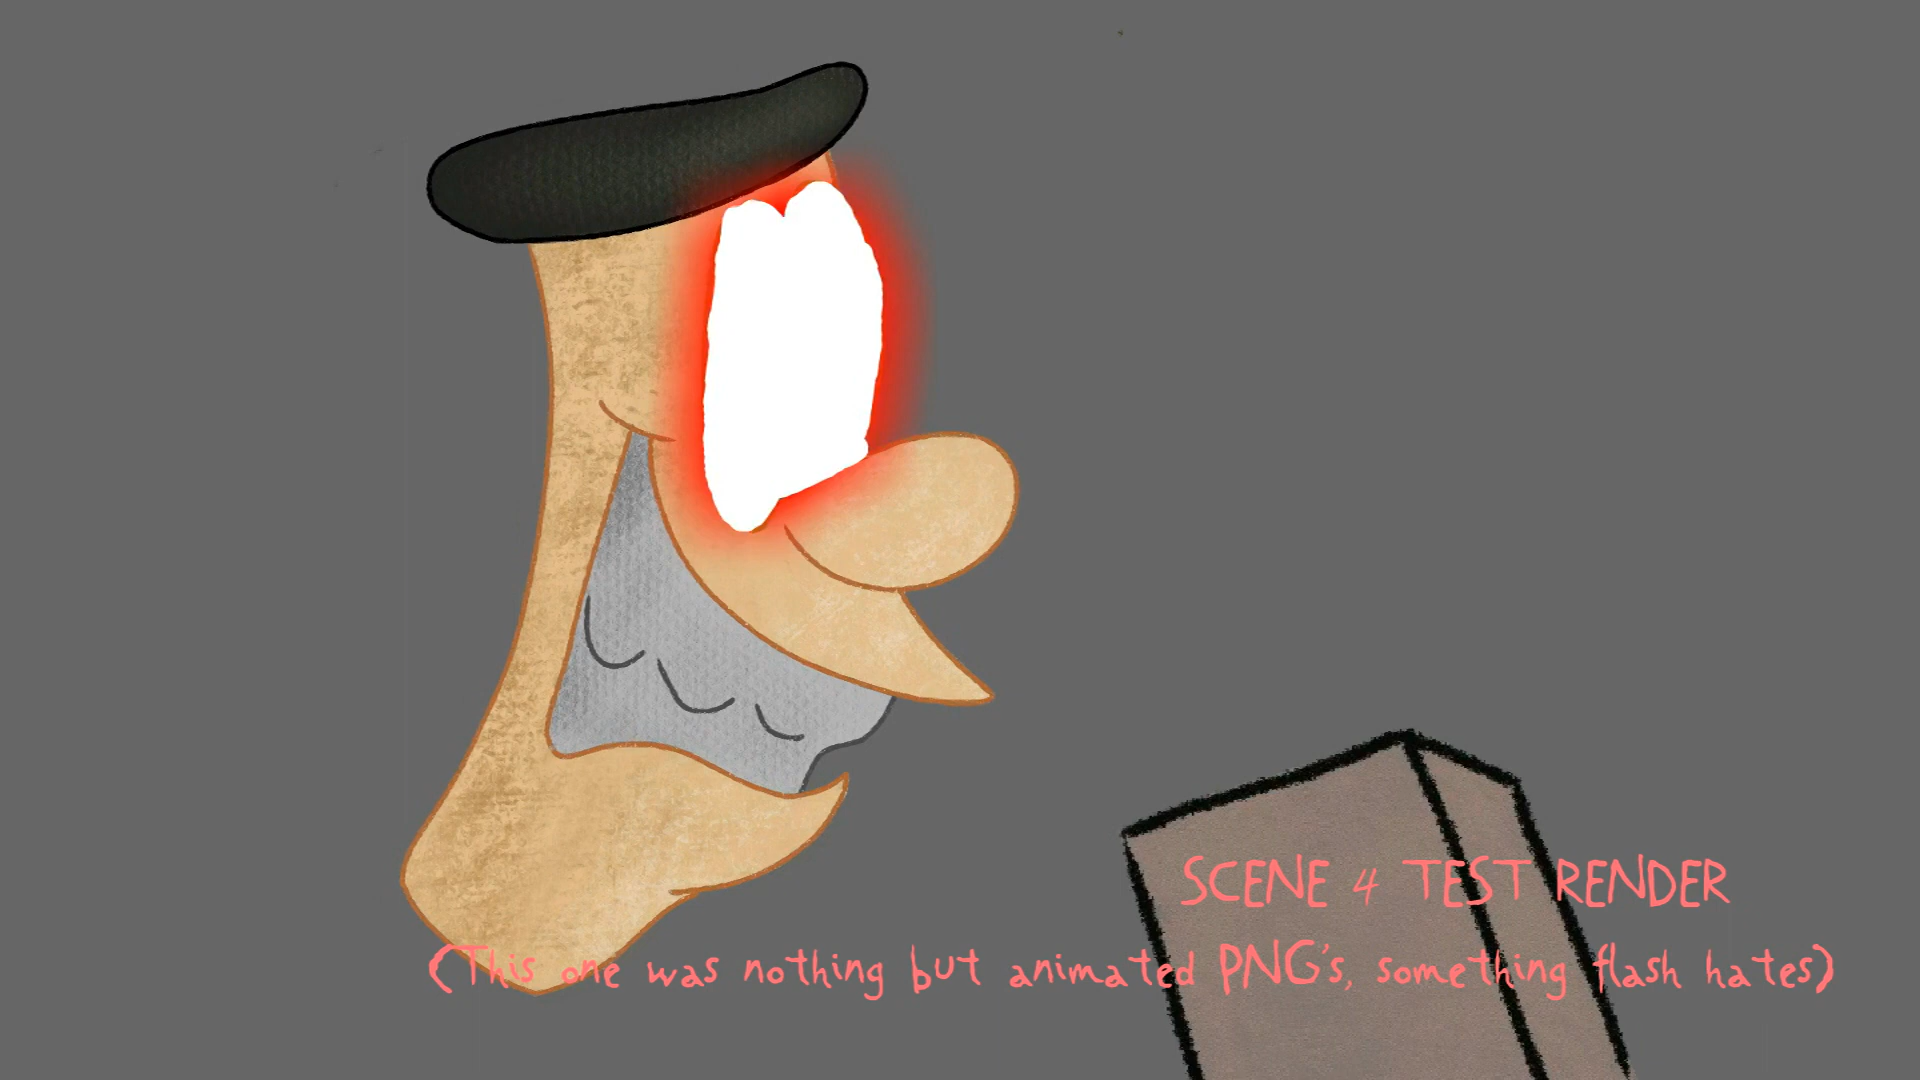 SCENE 4 TEST RENDER
(This one was nothing but animated PNG's, something flash hates)